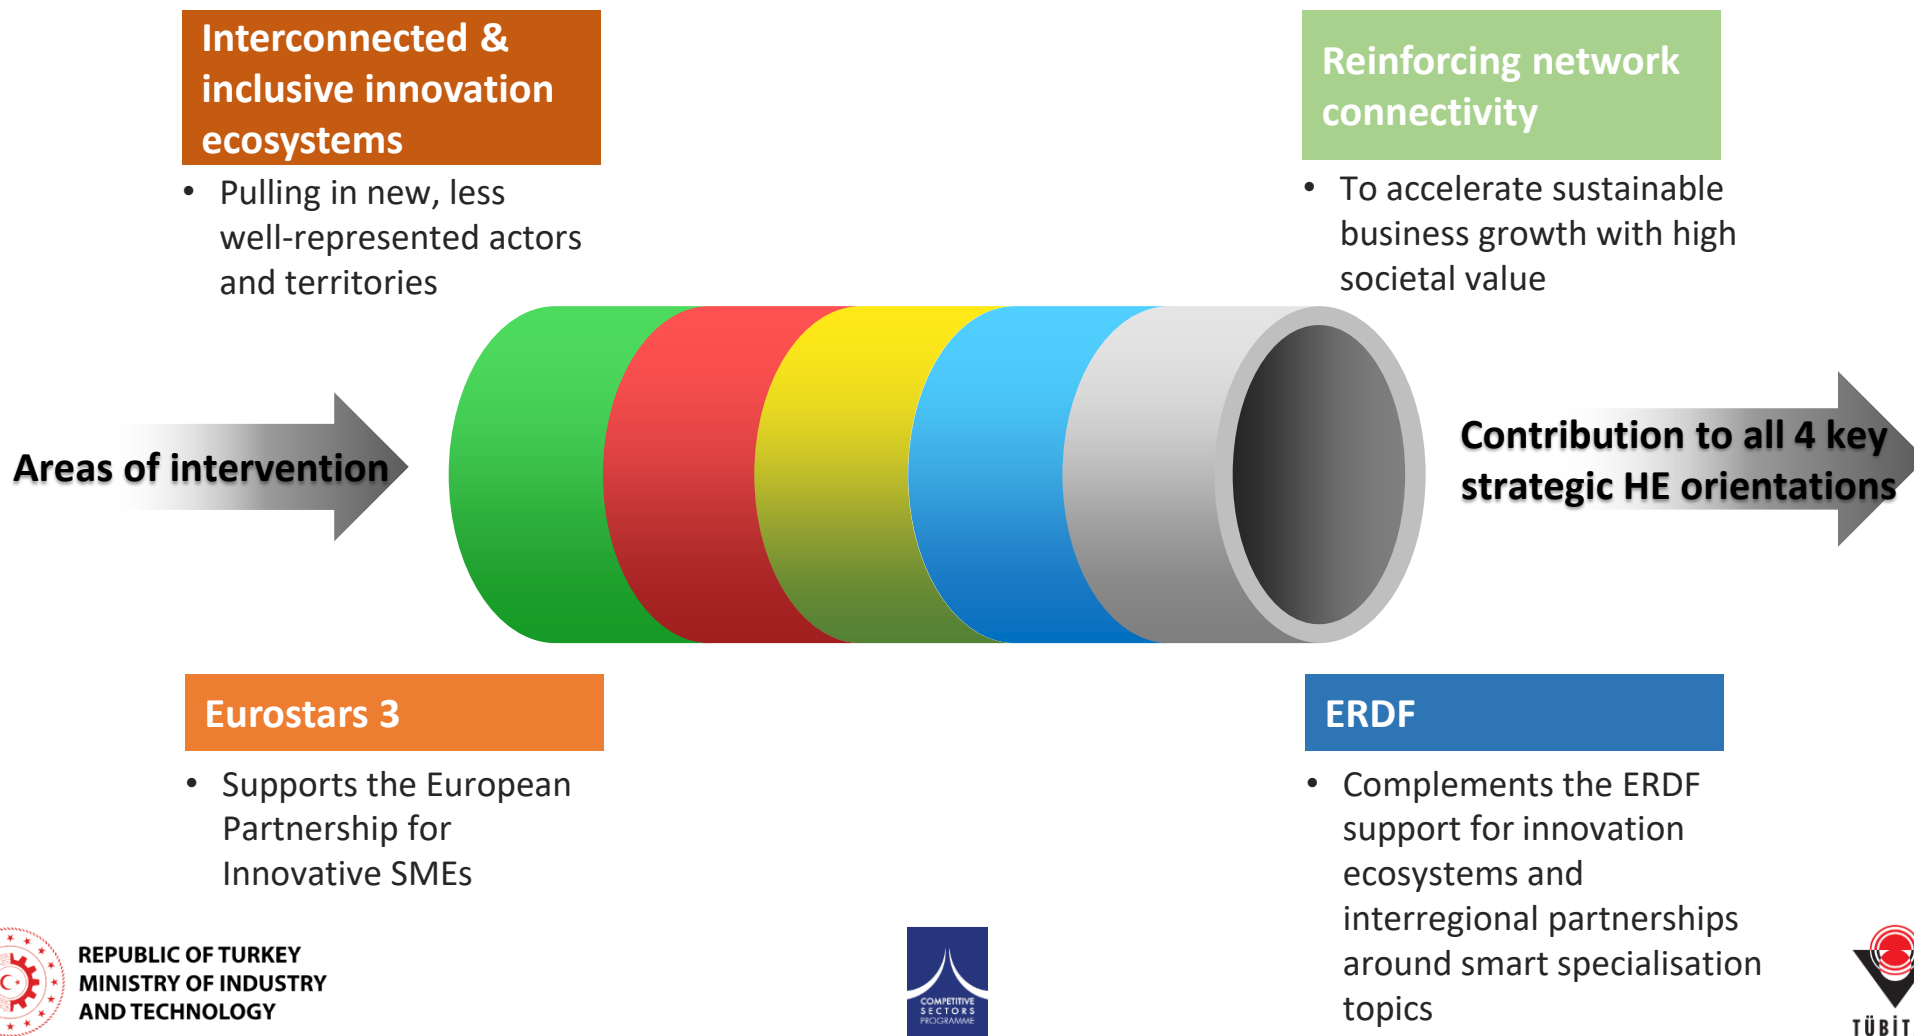 Interconnected &
inclusive innovation
ecosystems
• Pulling in new, less
well-represented actors
and territories
Reinforcing network
connectivity
• To accelerate sustainable
business growth with high
societal value
Areas of intervention
Contribution to all 4 key
strategic HE orientations
Eurostars 3
• Supports the European
Partnership for
Innovative SMEs
ERDF
• Complements the ERDF
support for innovation
ecosystems and
interregional partnerships
around smart specialisation
topics
REPUBLIC OF TURKEY
MINISTRY OF INDUSTRY
AND TECHNOLOGY
COMPETITIVE
SECTORS
PROGRAMME
TÜBİT